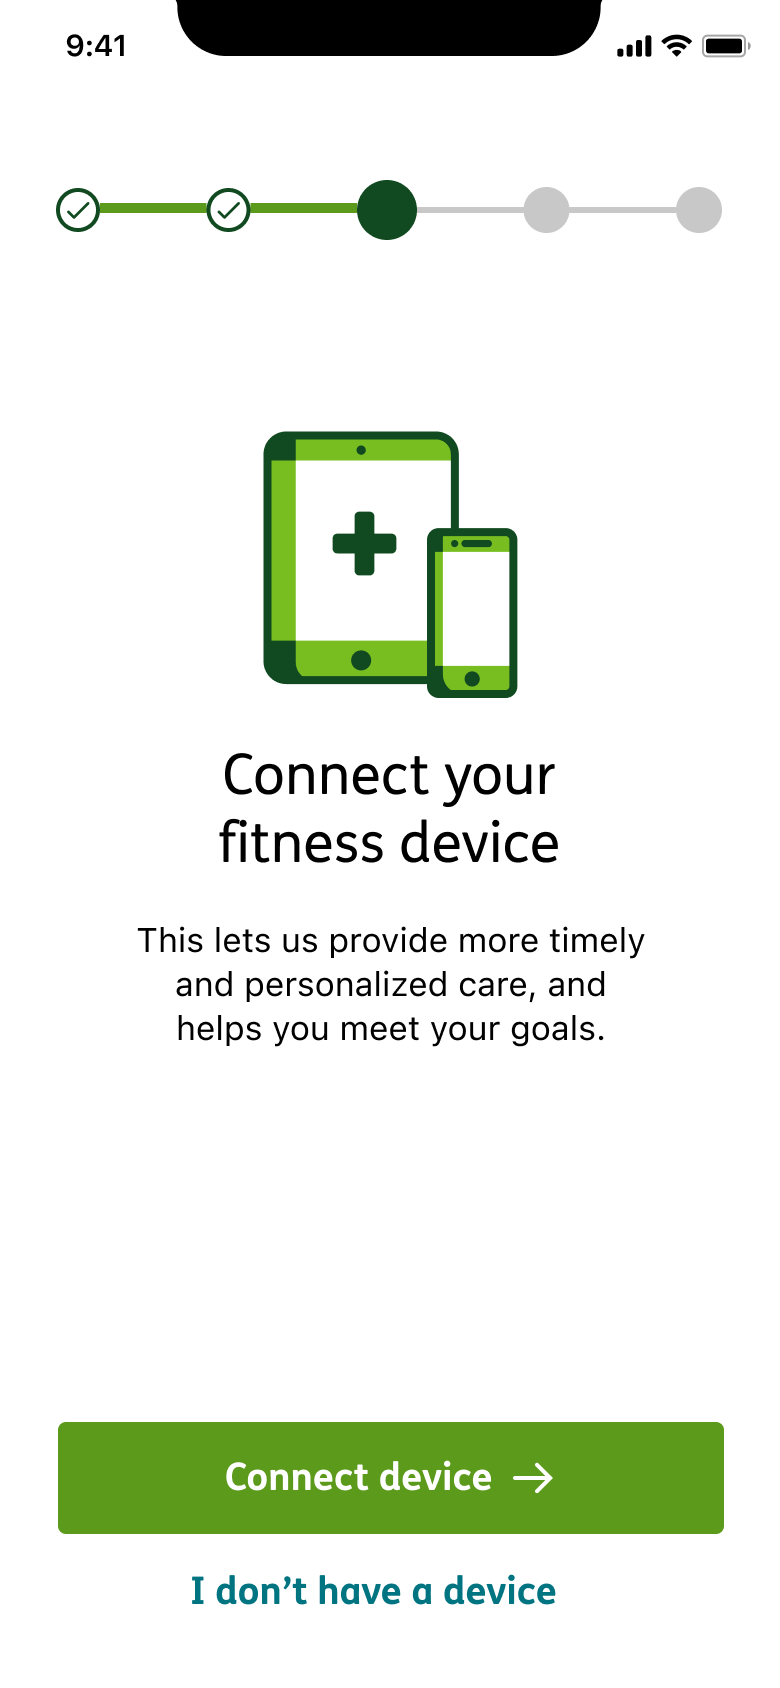 9:41
Connect your
fitness device
This lets us provide more timely
and personalized care, and
helps you meet your goals.
Connect device →
I don’t have a device